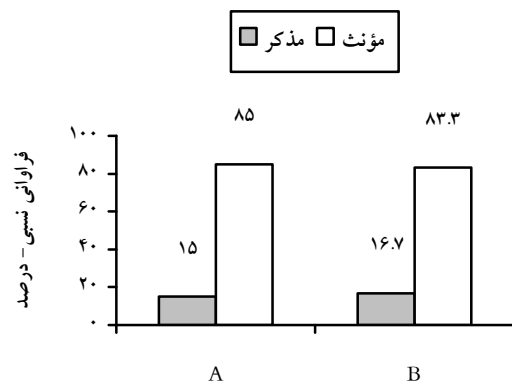 مذکر مؤنث
فراوانی نسبی - درصد
۱۰۰
۸۰
۶۰
۴۰
۲۰
۰
۱۵
۸۵
۱۶.۷
۸۳.۳
A
B